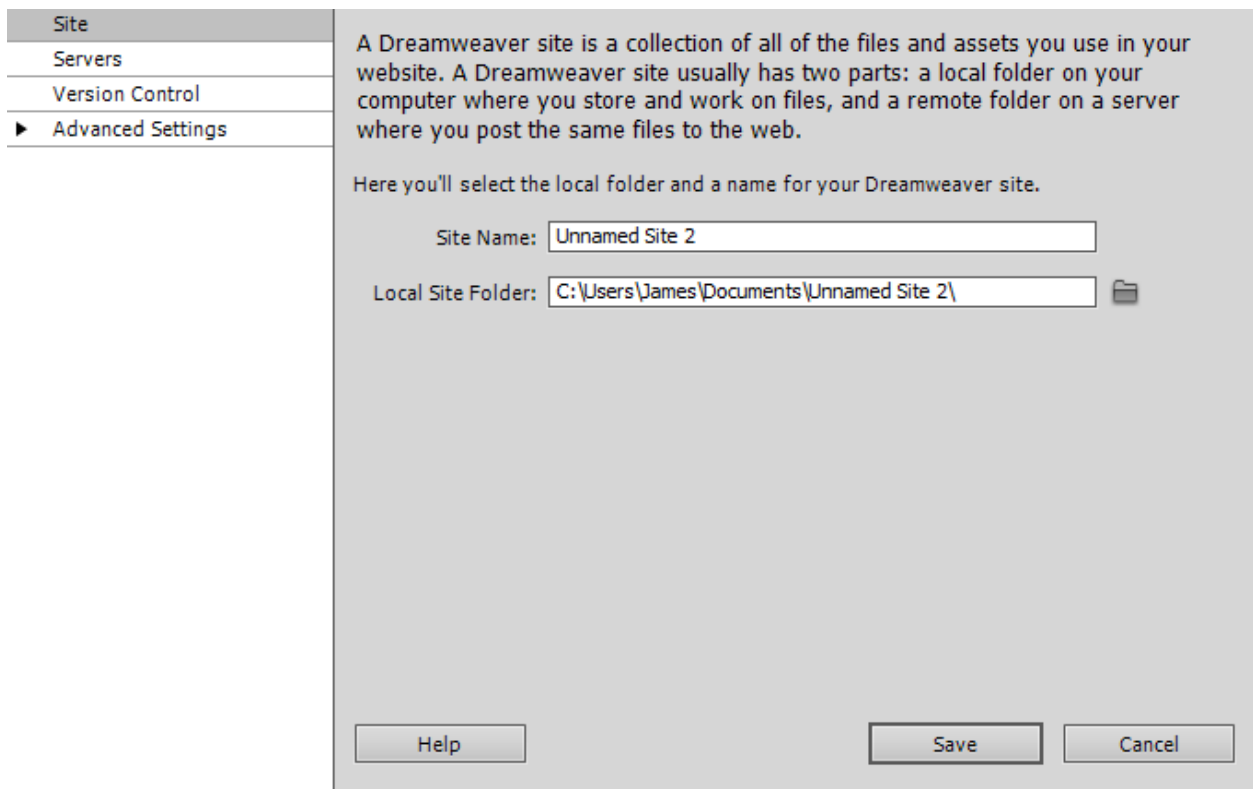 Site
Servers
Version Control
Advanced Settings
A Dreamweaver site is a collection of all of the files and assets you use in your
website. A Dreamweaver site usually has two parts: a local folder on your
computer where you store and work on files, and a remote folder on a server
where you post the same files to the web.
Here you'll select the local folder and a name for your Dreamweaver site.
Site Name: Unnamed Site 2
Local Site Folder: C:\Users\James\Documents\Unnamed Site 2\
Help Save Cancel